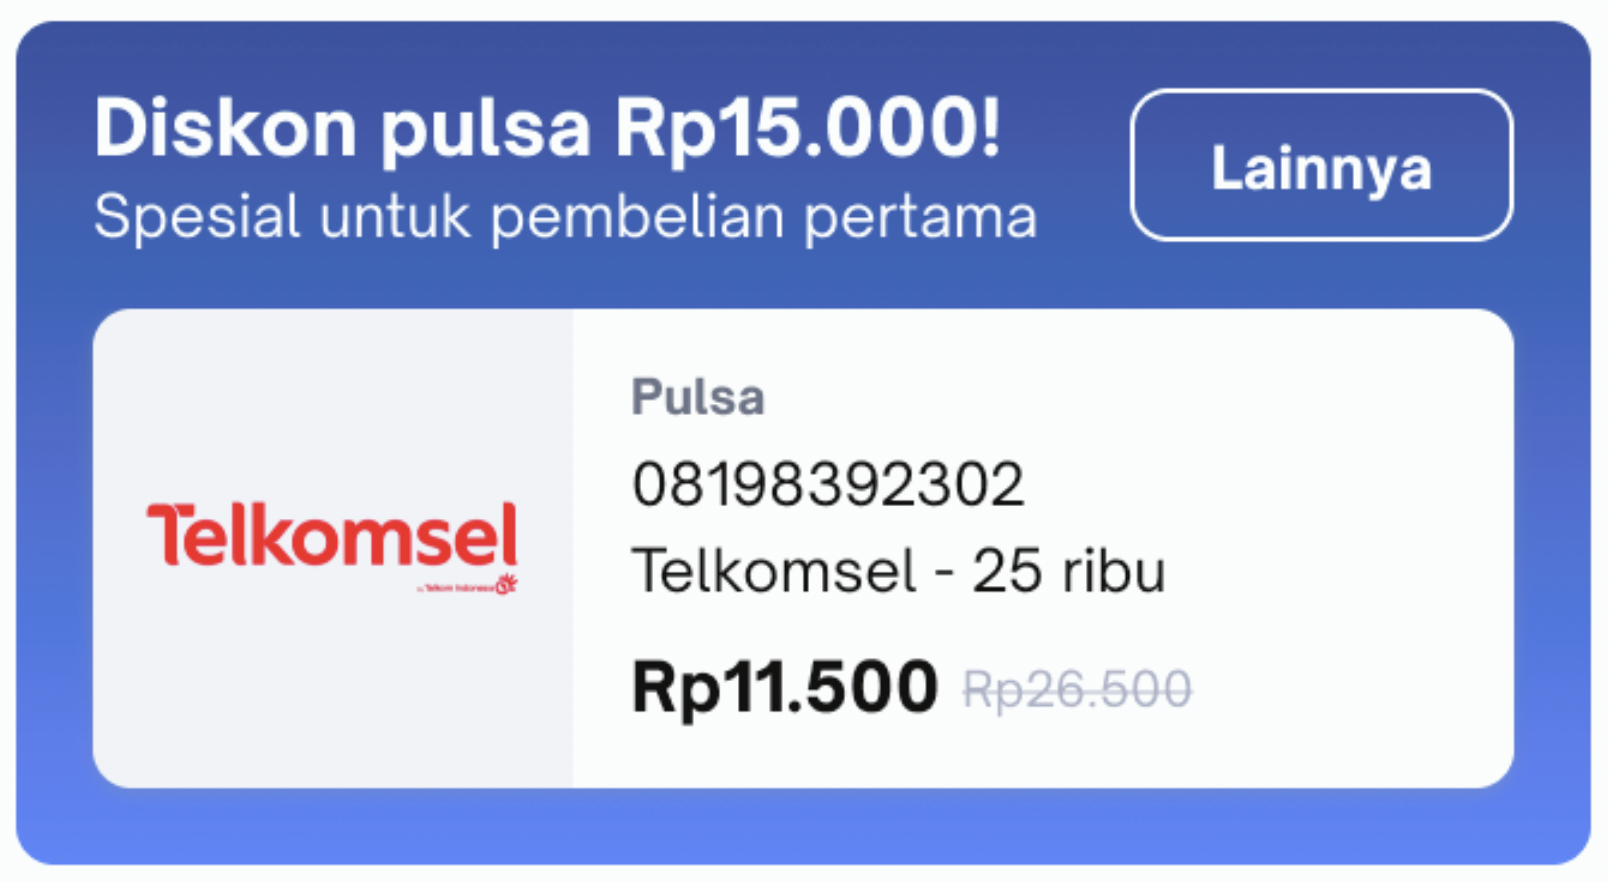 Diskon pulsa Rp15.000!
Spesial untuk pembelian pertama
Lainnya
Telkomsel
by Telkom Indonesia
Pulsa
08198392302
Telkomsel - 25 ribu
Rp11.500 Rp26.500